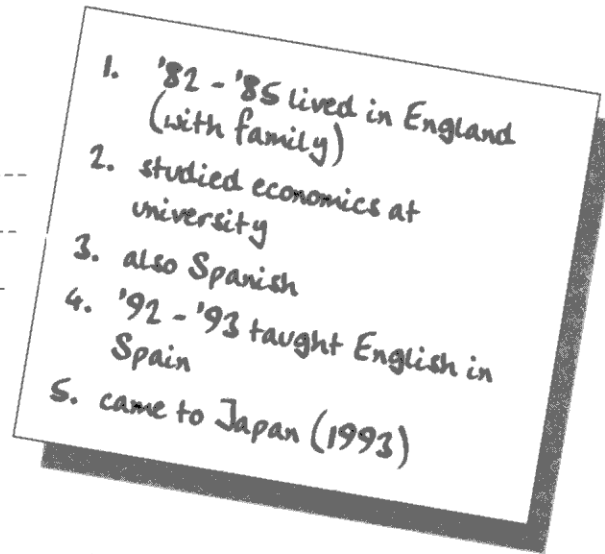 1. '82 - '85 lived in England
(with family)
2. studied economics at
university
3. also Spanish
4. '92 - '93 taught English in
Spain
5. came to Japan (1993)